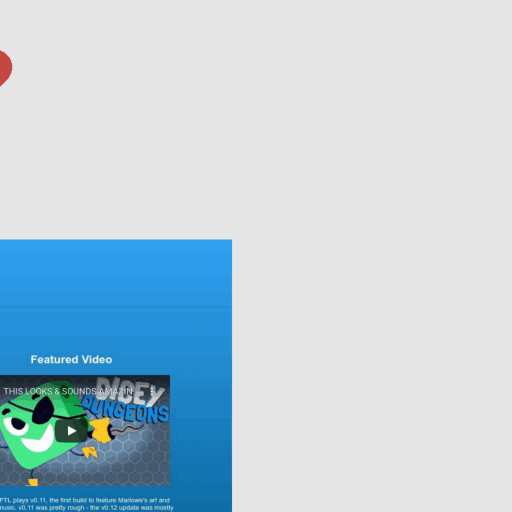 Featured Video
THIS LOOKS & SOUNDS AMAZIN...
DICEY
DUNGEONS
FTL plays v0.11, the first build to feature Marlowe's art and
music. v0.11 was pretty rough - the v0.12 update was mostly